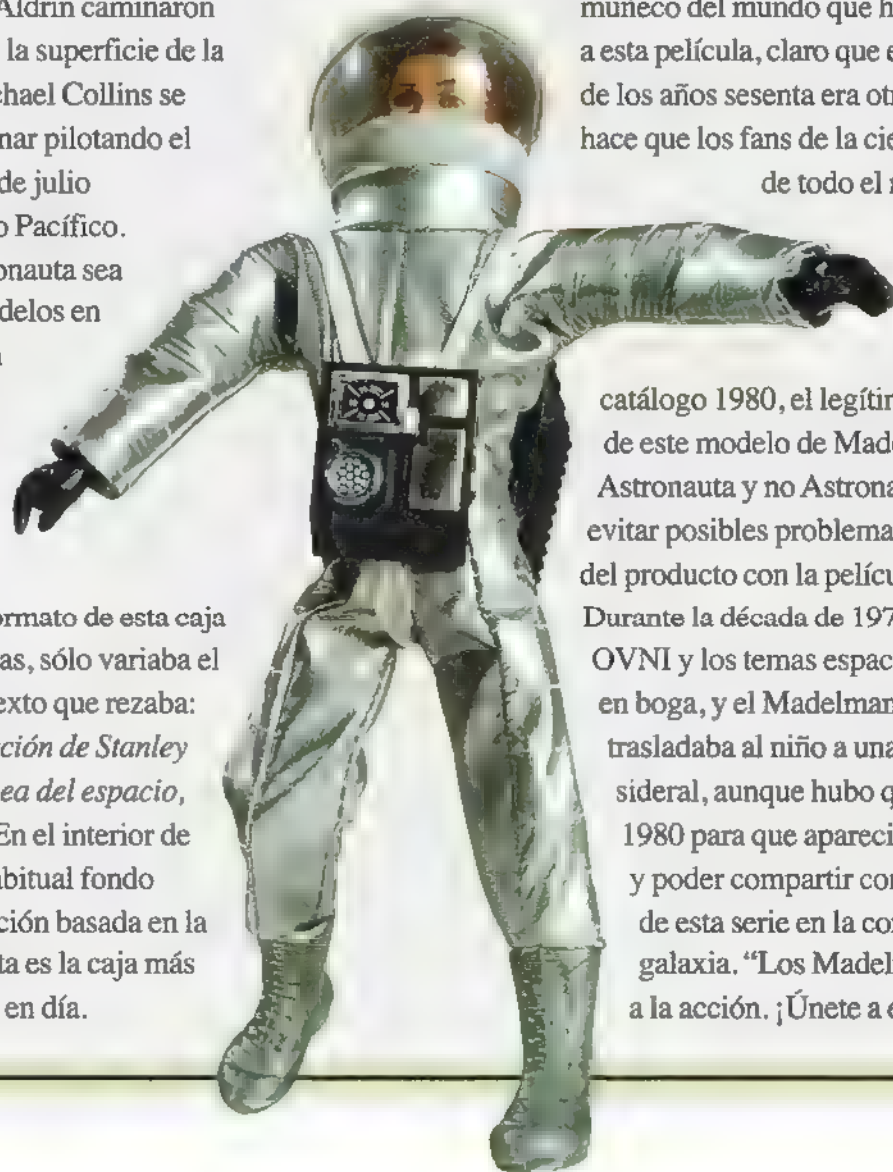 Aldrin caminaron
la superficie de la
chael Collins se
nar pilotando el
de julio
o Pacífico.
onauta sea
delos en
ormato de esta caja
as, sólo variaba el
exto que rezaba:
ción de Stanley
ea del espacio,
En el interior de
abitual fondo
ción basada en la
ta es la caja más
en día.
muñeco del mundo que h
a esta película, claro que e
de los años sesenta era otr
hace que los fans de la cie
de todo el
catálogo 1980, el legítim
de este modelo de Made
Astronauta y no Astrona
evitar posibles problema
del producto con la películ
Durante la década de 197
OVNI y los temas espac
en boga, y el Madelman
trasladaba al niño a una
sideral, aunque hubo q
1980 para que apareci
y poder compartir con
de esta serie en la con
galaxia. “Los Madel
a la acción. ¡Únete a e